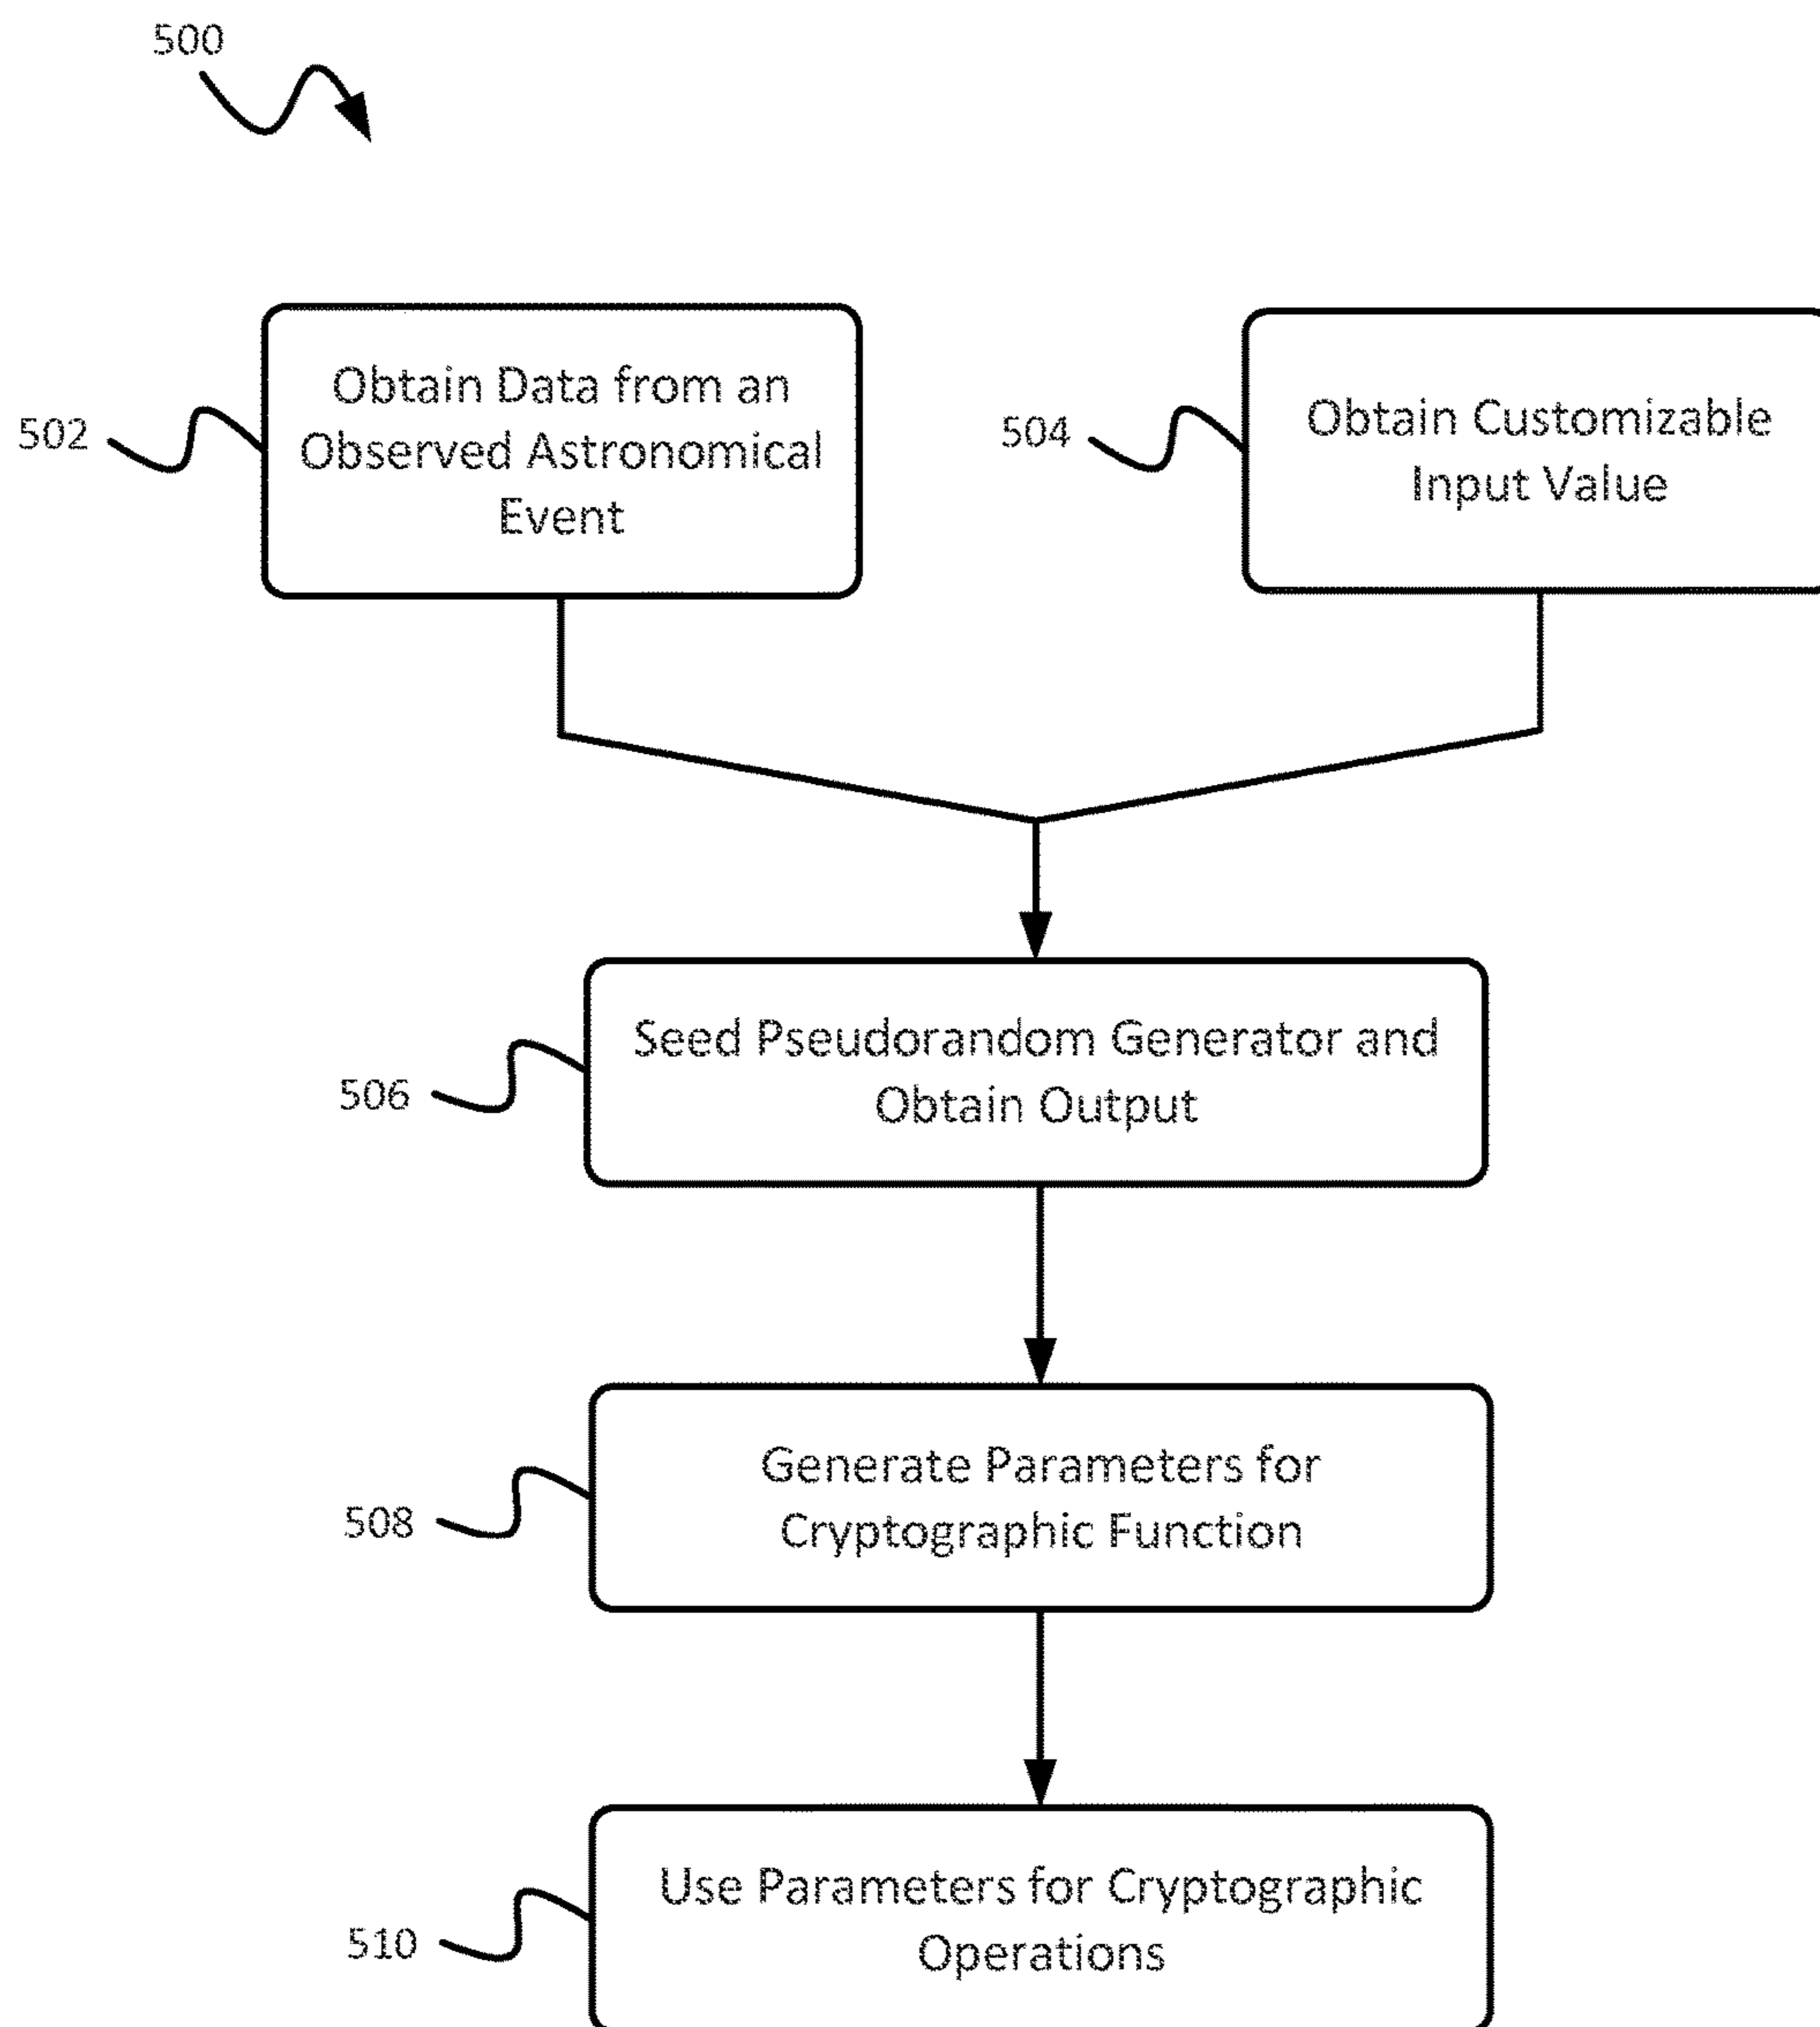 500
502
Obtain Data from an
Observed Astronomical
Event
504
Obtain Customizable
Input Value
506
Seed Pseudorandom Generator and
Obtain Output
508
Generate Parameters for
Cryptographic Function
510
Use Parameters for Cryptographic
Operations